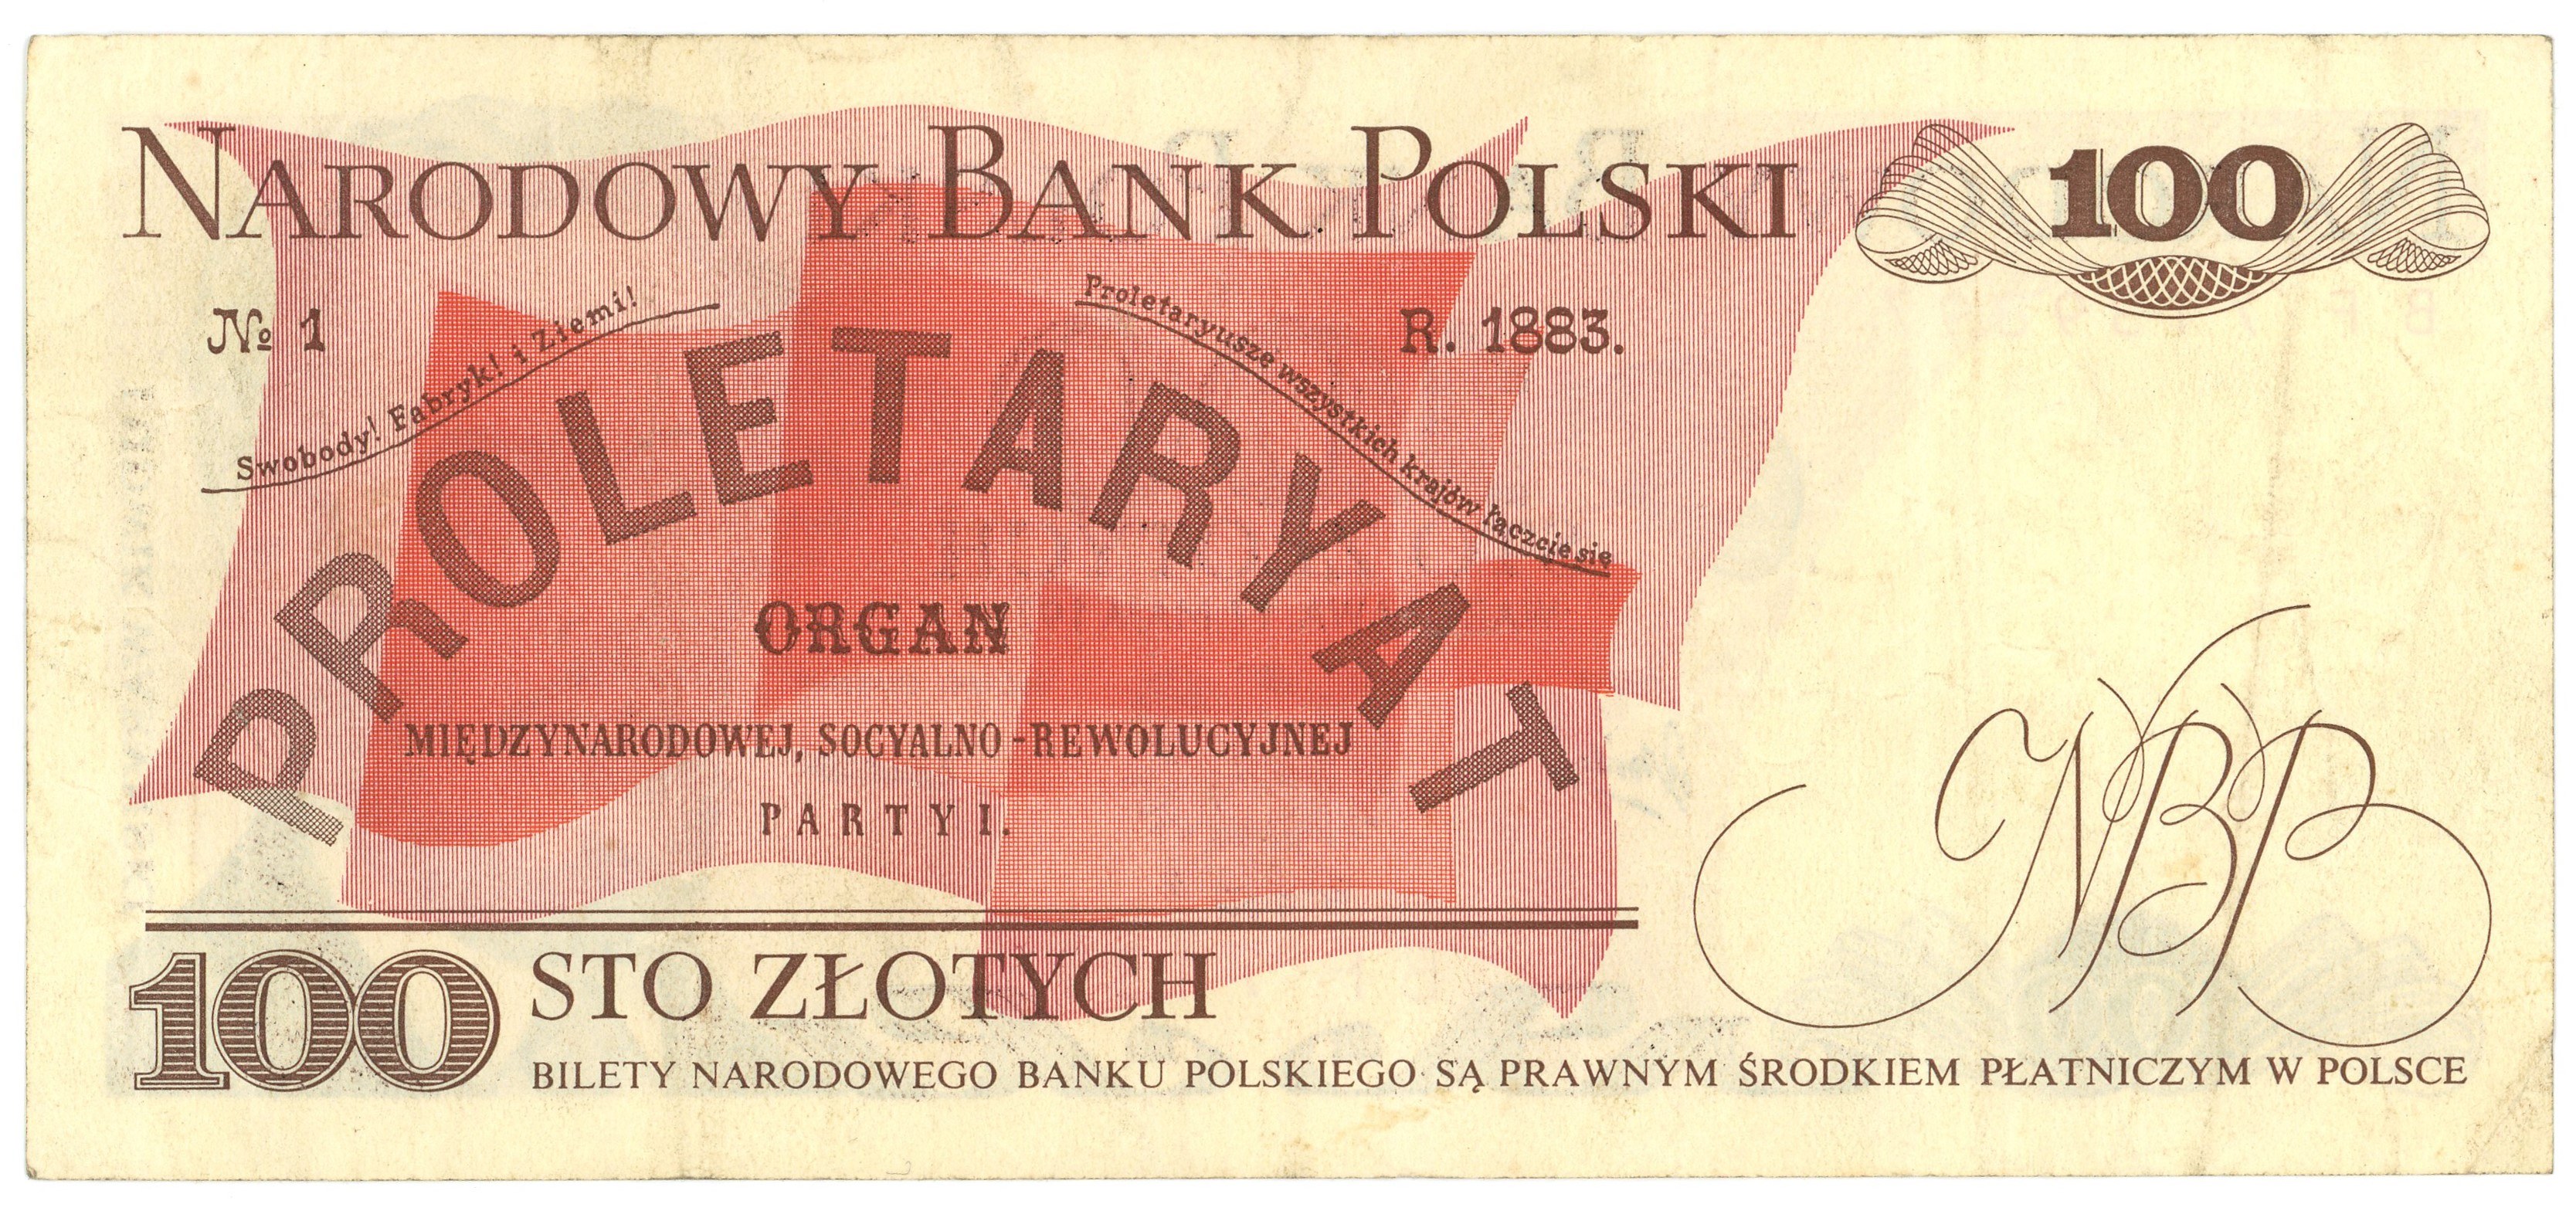 NARODOWY BANK POLSKI
100
№ 1
Swobody! Fabryk! i Ziemi!
Proletaryusze wszystkich krajów łączcie się
R. 1883.
PROLETARYAT
ORGAN
MIĘDZYNARODOWEJ, SOCYALNO-REWOLUCYJNEJ
PARTYI.
NBP
100 STO ZŁOTYCH
BILETY NARODOWEGO BANKU POLSKIEGO SĄ PRAWNYM ŚRODKIEM PŁATNICZYM W POLSCE